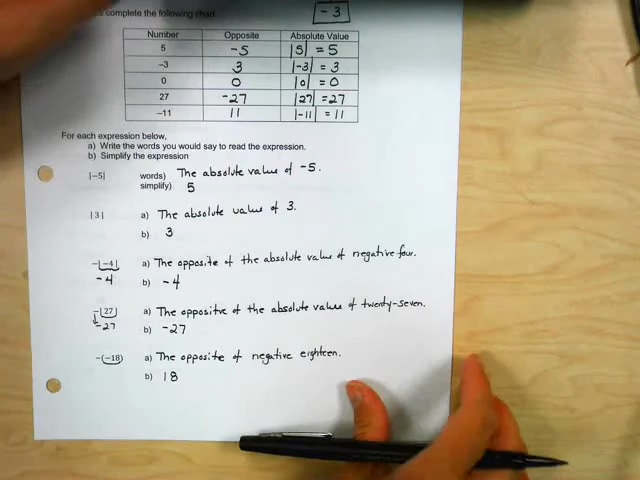 complete the following chart.
-3
Number Opposite Absolute Value
5 -5 |5| = 5
-3 3 |-3| = 3
0 0 |0| = 0
27 -27 |27| = 27
-11 11 |-11| = 11
For each expression below,
a) Write the words you would say to read the expression.
b) Simplify the expression
|-5| words) The absolute value of -5.
simplify) 5
|3| a) The absolute value of 3.
b) 3
-|-4| a) The opposite of the absolute value of negative four.
-4 b) -4
-|27| a) The opposite of the absolute value of twenty-seven.
-27 b) -27
-(-18) a) The opposite of negative eighteen.
b) 18